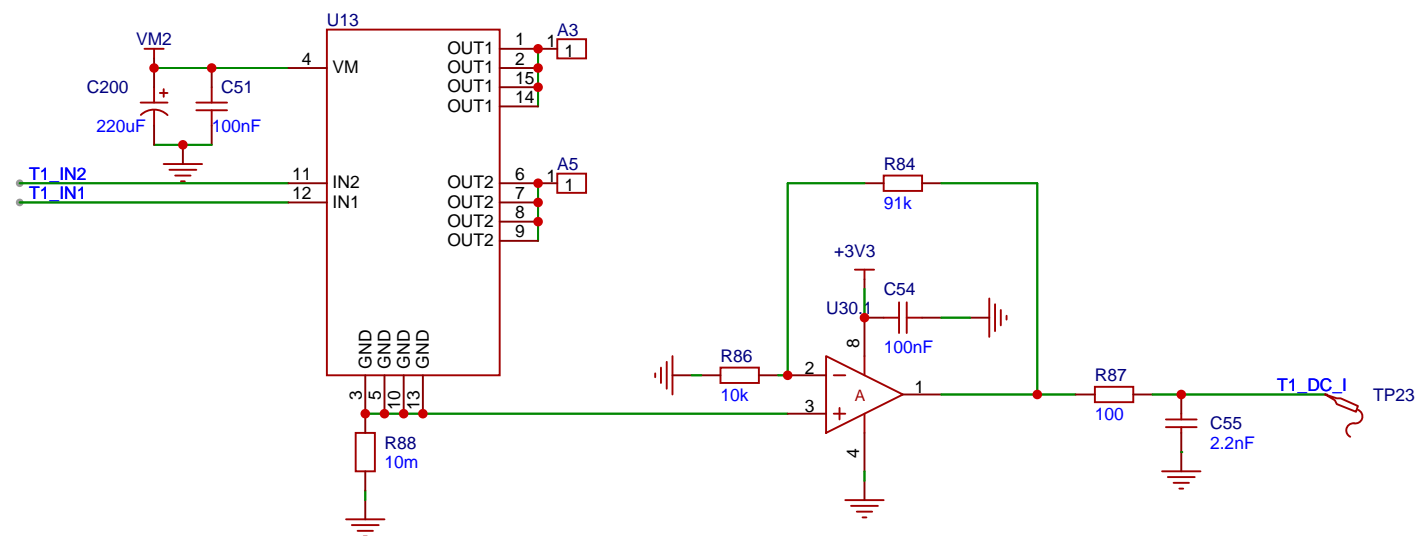 U13
VM2
C200
220uF
C51
100nF
4
VM
T1_IN2
T1_IN1
11
12
IN2
IN1
OUT1
OUT1
OUT1
OUT1
1
2
15
14
1
A3
1
OUT2
OUT2
OUT2
OUT2
6
7
8
9
1
A5
1
GND
GND
GND
GND
3
5
10
13
R88
10m
R84
91k
+3V3
C54
100nF
U30.1
8
R86
10k
2
3
A
1
4
R87
100
C55
2.2nF
T1_DC_I
TP23